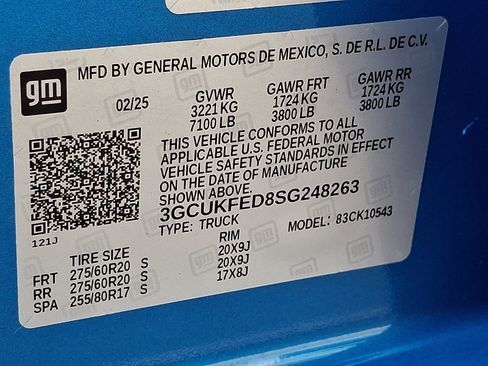 gm
MFD BY GENERAL MOTORS DE MEXICO, S. DE R.L. DE C.V.
02/25 GVWR GAWR FRT GAWR RR
3221 KG 1724 KG 1724 KG
7100 LB 3800 LB 3800 LB
THIS VEHICLE CONFORMS TO ALL
APPLICABLE U.S. FEDERAL MOTOR
VEHICLE SAFETY STANDARDS IN EFFECT
ON THE DATE OF MANUFACTURE
SHOWN ABOVE.
3GCUKFED8SG248263
TYPE: TRUCK MODEL: 83CK10543
121J
TIRE SIZE RIM
FRT 275/60R20 S 20X9J
RR 275/60R20 S 20X9J
SPA 255/80R17 S 17X8J